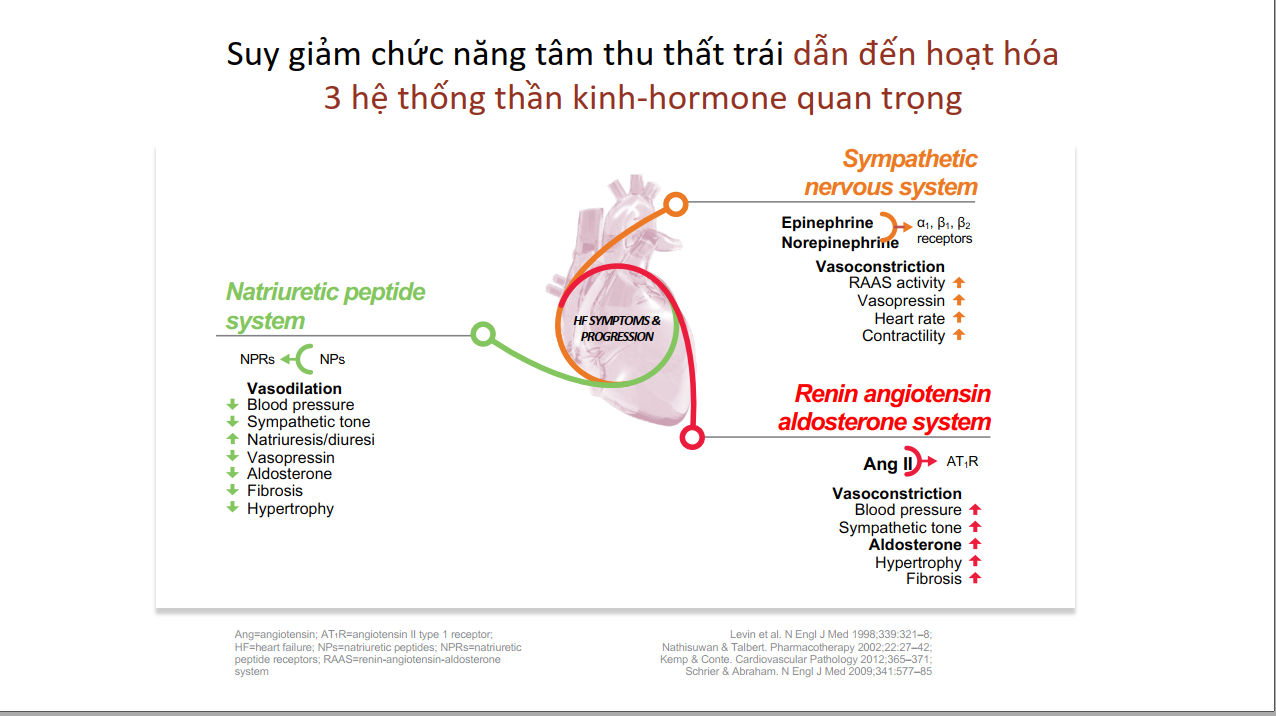 Suy giảm chức năng tâm thu thất trái dẫn đến hoạt hóa
3 hệ thống thần kinh-hormone quan trọng
Sympathetic
nervous system
Epinephrine
Norepinephrine
α₁, β₁, β₂
receptors
Vasoconstriction
RAAS activity
Vasopressin
Heart rate
Contractility
Natriuretic peptide
system
NPRs
NPs
Vasodilation
Blood pressure
Sympathetic tone
Natriuresis/diuresi
Vasopressin
Aldosterone
Fibrosis
Hypertrophy
HF SYMPTOMS &
PROGRESSION
Renin angiotensin
aldosterone system
Ang II
AT₁R
Vasoconstriction
Blood pressure
Sympathetic tone
Aldosterone
Hypertrophy
Fibrosis
Ang=angiotensin; AT₁R=angiotensin II type 1 receptor;
HF=heart failure; NPs=natriuretic peptides; NPRs=natriuretic
peptide receptors; RAAS=renin-angiotensin-aldosterone
system
Levin et al. N Engl J Med 1998;339:321–8;
Nathisuwan & Talbert. Pharmacotherapy 2002;22:27–42;
Kemp & Conte. Cardiovascular Pathology 2012;365–371;
Schrier & Abraham. N Engl J Med 2009;341:577–85